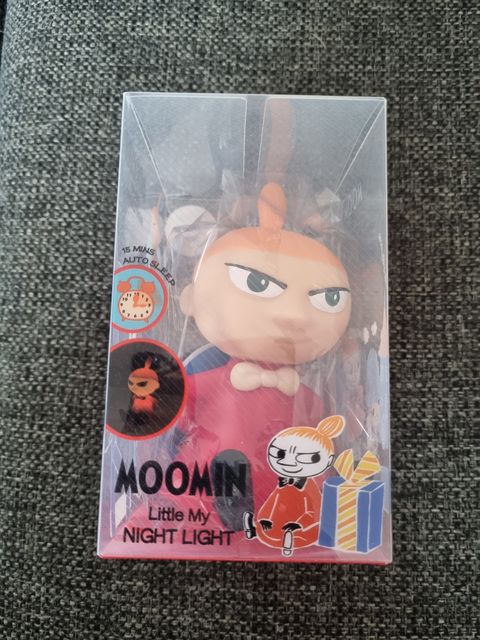 15 MINS
AUTO SLEEP
MOOMIN
Little My
NIGHT LIGHT